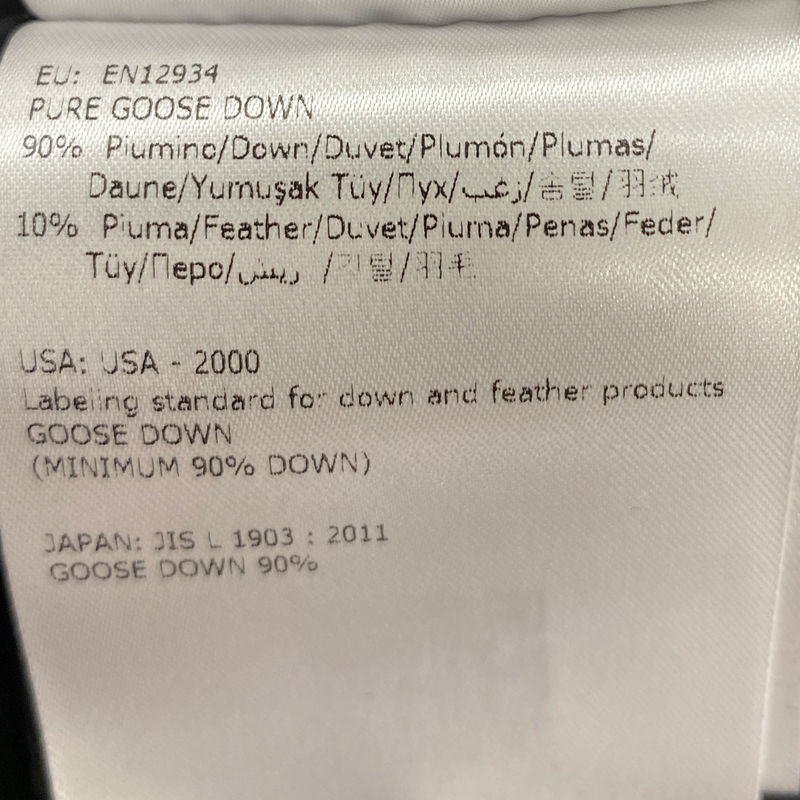 EU: EN12934
PURE GOOSE DOWN
90% Piumino/Down/Duvet/Plumón/Plumas/
Daune/Yumuşak Tüy/Пух/زغب/솜털/羽绒
10% Piuma/Feather/Duvet/Piuma/Penas/Feder/
Tüy/Перо/ريش /깃털/羽毛
USA: USA - 2000
Labeling standard for down and feather products
GOOSE DOWN
(MINIMUM 90% DOWN)
JAPAN: JIS L 1903 : 2011
GOOSE DOWN 90%